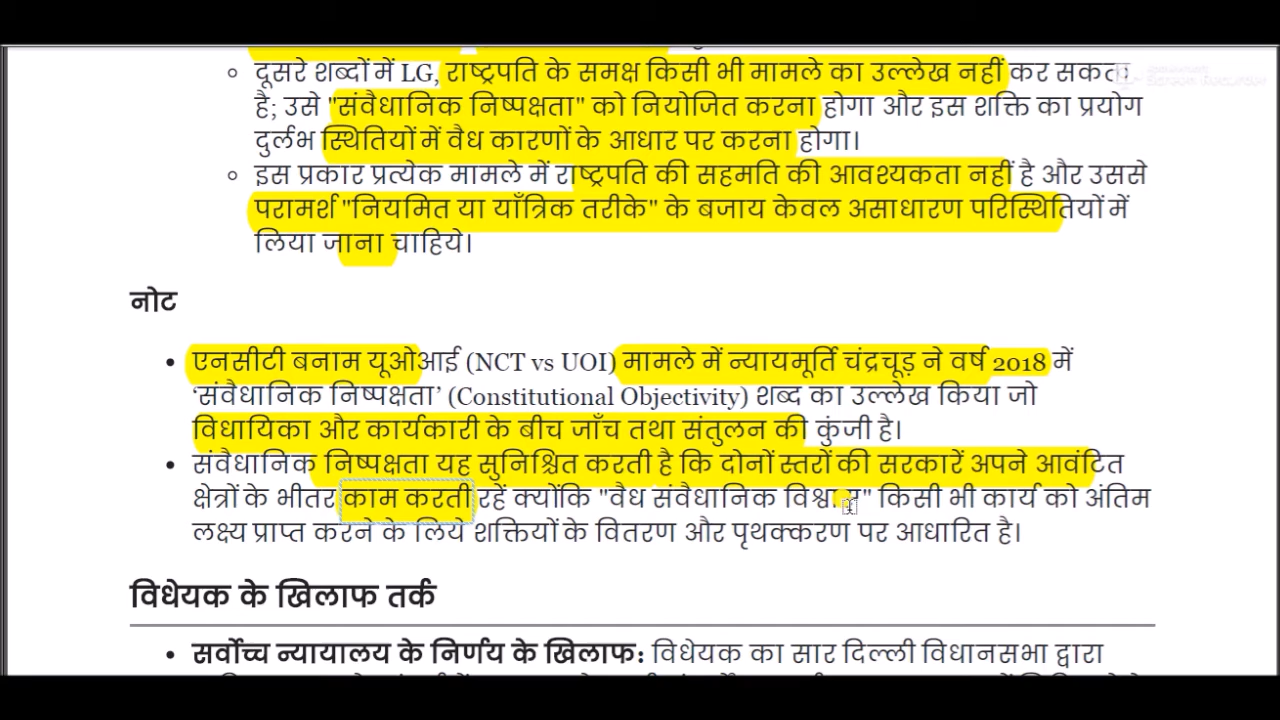 दूसरे शब्दों में LG, राष्ट्रपति के समक्ष किसी भी मामले का उल्लेख नहीं कर सकता
है; उसे "संवैधानिक निष्पक्षता" को नियोजित करना होगा और इस शक्ति का प्रयोग
दुर्लभ स्थितियों में वैध कारणों के आधार पर करना होगा।
इस प्रकार प्रत्येक मामले में राष्ट्रपति की सहमति की आवश्यकता नहीं है और उससे
परामर्श "नियमित या याँत्रिक तरीके" के बजाय केवल असाधारण परिस्थितियों में
लिया जाना चाहिये।
नोट
एनसीटी बनाम यूओआई (NCT vs UOI) मामले में न्यायमूर्ति चंद्रचूड़ ने वर्ष 2018 में
‘संवैधानिक निष्पक्षता’ (Constitutional Objectivity) शब्द का उल्लेख किया जो
विधायिका और कार्यकारी के बीच जाँच तथा संतुलन की कुंजी है।
संवैधानिक निष्पक्षता यह सुनिश्चित करती है कि दोनों स्तरों की सरकारें अपने आवंटित
क्षेत्रों के भीतर काम करती रहें क्योंकि "वैध संवैधानिक विश्वास" किसी भी कार्य को अंतिम
लक्ष्य प्राप्त करने के लिये शक्तियों के वितरण और पृथक्करण पर आधारित है।
विधेयक के खिलाफ तर्क
सर्वोच्च न्यायालय के निर्णय के खिलाफ: विधेयक का सार दिल्ली विधानसभा द्वारा